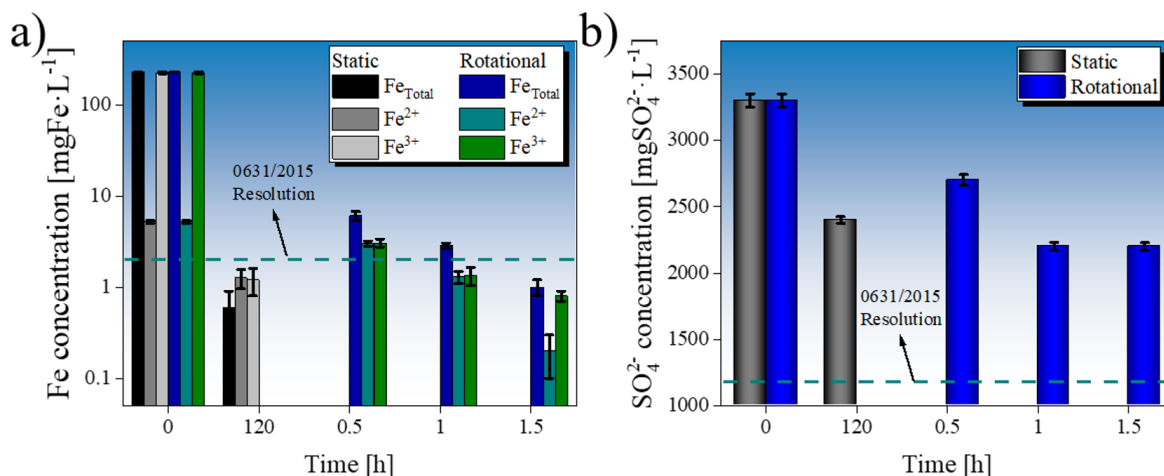 a)
Fe concentration [mgFe·L⁻¹]
100
10
1
0.1
Static Rotational
Fe_Total Fe_Total
Fe²⁺ Fe²⁺
Fe³⁺ Fe³⁺
0631/2015
Resolution
0 120 0.5 1 1.5
Time [h]
b)
SO₄²⁻ concentration [mgSO₄²⁻·L⁻¹]
3500
3000
2500
2000
1500
1000
Static
Rotational
0631/2015
Resolution
0 120 0.5 1 1.5
Time [h]